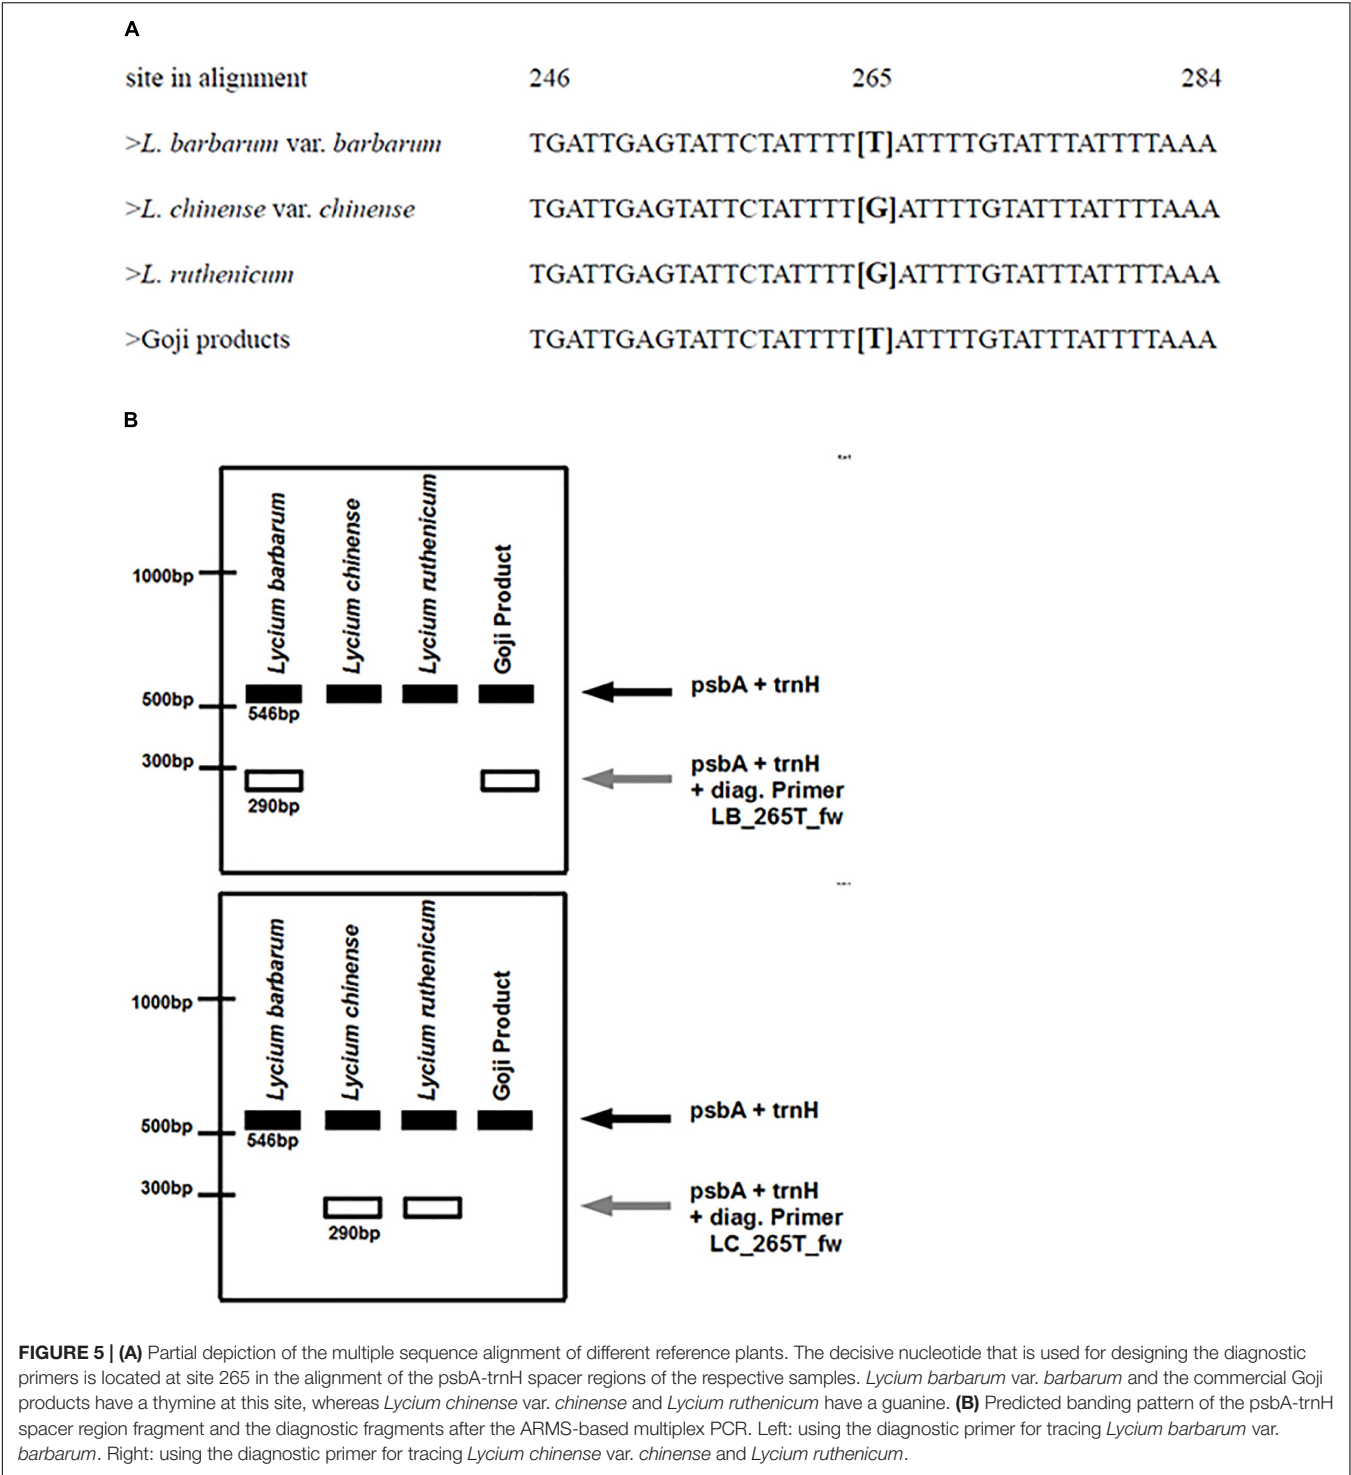 A
site in alignment 246 265 284
>L. barbarum var. barbarum TGATTGAGTATTCTATTTT[T]ATTTTGTATTTATTTTAAA
>L. chinense var. chinense TGATTGAGTATTCTATTTT[G]ATTTTGTATTTATTTTAAA
>L. ruthenicum TGATTGAGTATTCTATTTT[G]ATTTTGTATTTATTTTAAA
>Goji products TGATTGAGTATTCTATTTT[T]ATTTTGTATTTATTTTAAA
B
Lycium barbarum
Lycium chinense
Lycium ruthenicum
Goji Product
1000bp
500bp
546bp
300bp
290bp
psbA + trnH
psbA + trnH
+ diag. Primer
LB_265T_fw
Lycium barbarum
Lycium chinense
Lycium ruthenicum
Goji Product
1000bp
500bp
546bp
300bp
290bp
psbA + trnH
psbA + trnH
+ diag. Primer
LC_265T_fw
FIGURE 5 | (A) Partial depiction of the multiple sequence alignment of different reference plants. The decisive nucleotide that is used for designing the diagnostic
primers is located at site 265 in the alignment of the psbA-trnH spacer regions of the respective samples. Lycium barbarum var. barbarum and the commercial Goji
products have a thymine at this site, whereas Lycium chinense var. chinense and Lycium ruthenicum have a guanine. (B) Predicted banding pattern of the psbA-trnH
spacer region fragment and the diagnostic fragments after the ARMS-based multiplex PCR. Left: using the diagnostic primer for tracing Lycium barbarum var.
barbarum. Right: using the diagnostic primer for tracing Lycium chinense var. chinense and Lycium ruthenicum.